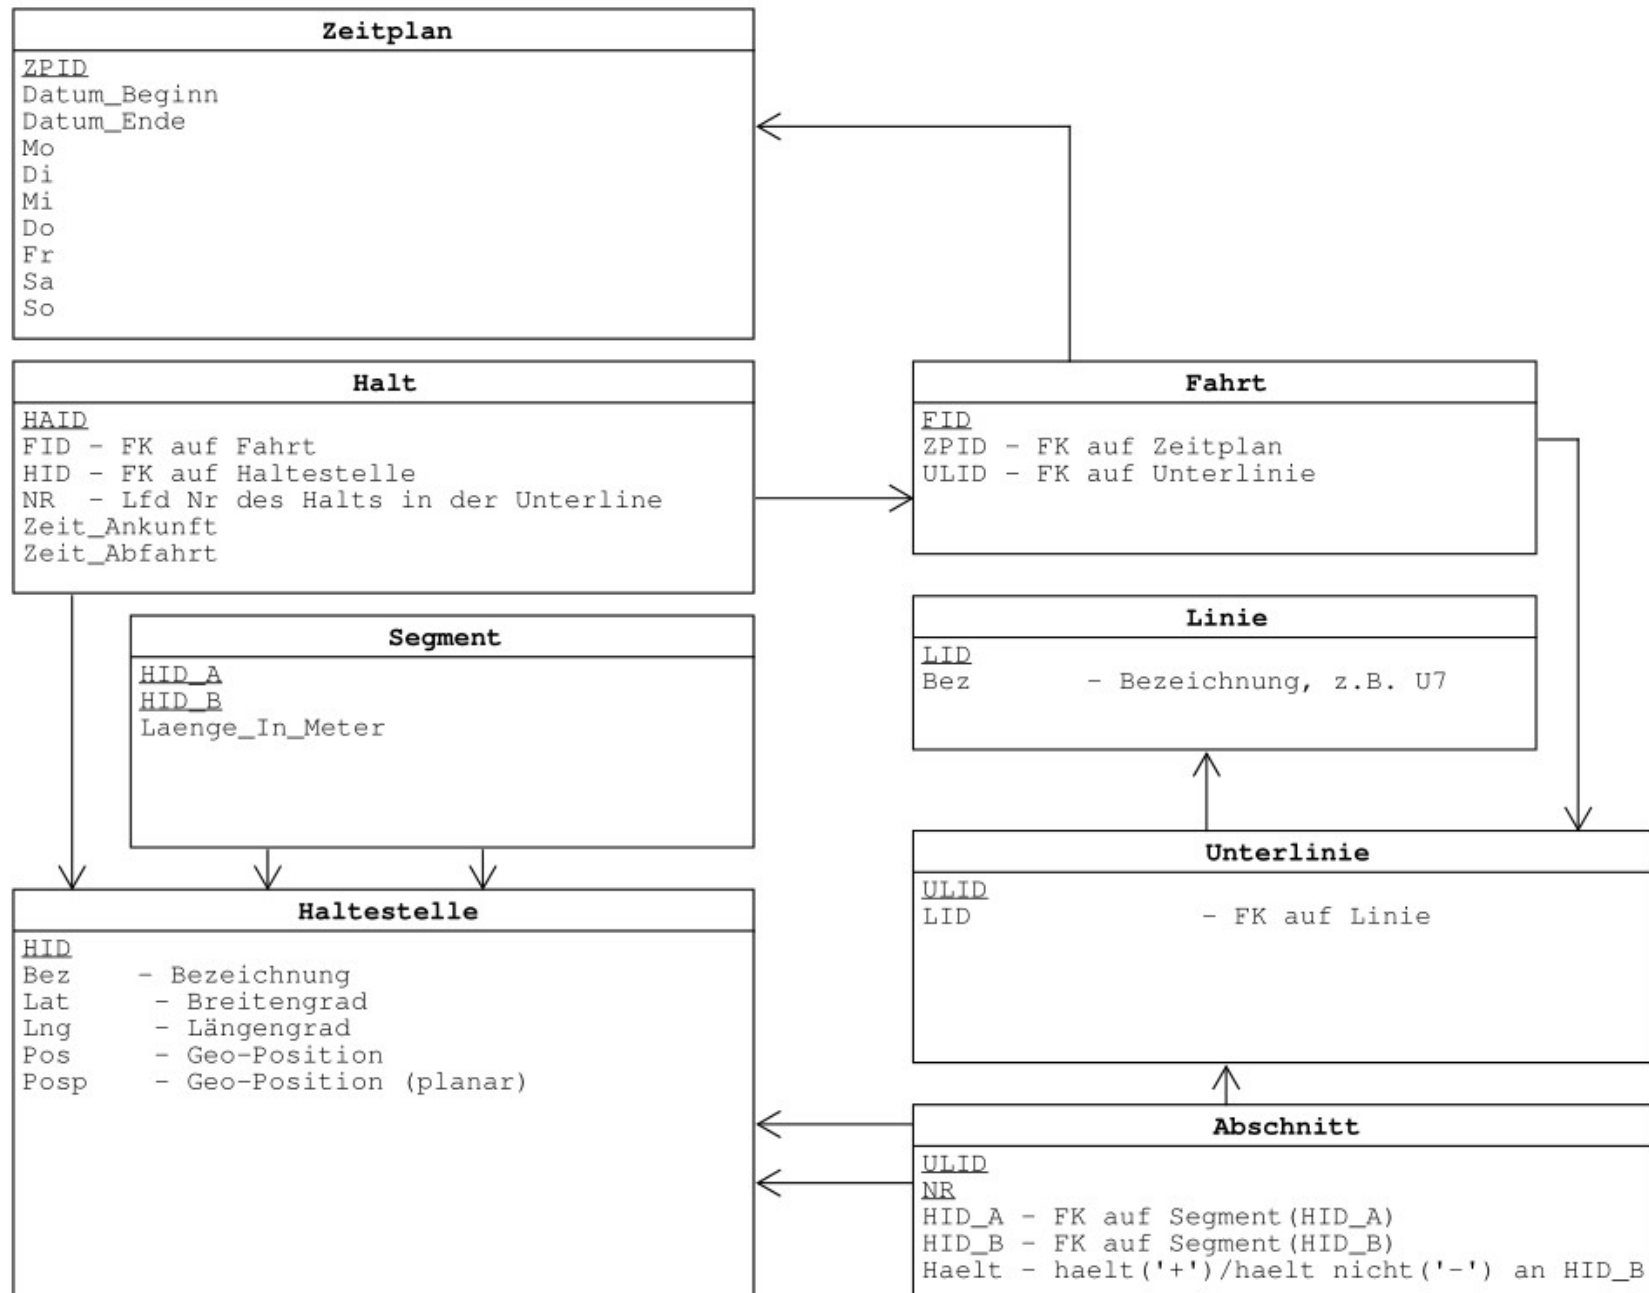 Zeitplan
ZPID
Datum_Beginn
Datum_Ende
Mo
Di
Mi
Do
Fr
Sa
So
Halt
HAID
FID - FK auf Fahrt
HID - FK auf Haltestelle
NR - Lfd Nr des Halts in der Unterline
Zeit_Ankunft
Zeit_Abfahrt
Fahrt
FID
ZPID - FK auf Zeitplan
ULID - FK auf Unterlinie
Segment
HID_A
HID_B
Laenge_In_Meter
Linie
LID
Bez - Bezeichnung, z.B. U7
Haltestelle
HID
Bez - Bezeichnung
Lat - Breitengrad
Lng - Längengrad
Pos - Geo-Position
Posp - Geo-Position (planar)
Unterlinie
ULID
LID - FK auf Linie
Abschnitt
ULID
NR
HID_A - FK auf Segment(HID_A)
HID_B - FK auf Segment(HID_B)
Haelt - haelt('+')/haelt nicht('-') an HID_B